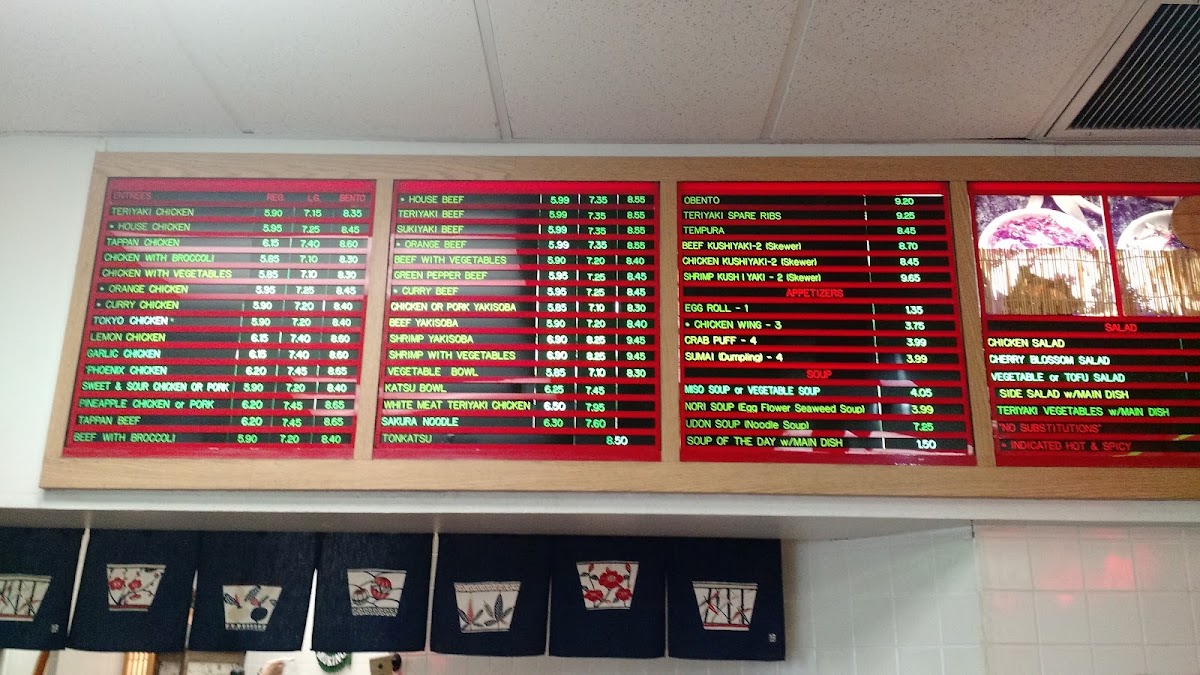 ENTREES REG. LG. BENTO
TERIYAKI CHICKEN 5.90 7.15 8.35
* HOUSE CHICKEN 5.95 7.25 8.45
TAPPAN CHICKEN 6.15 7.40 8.60
CHICKEN WITH BROCCOLI 5.85 7.10 8.30
CHICKEN WITH VEGETABLES 5.85 7.10 8.30
* ORANGE CHICKEN 5.95 7.25 8.45
* CURRY CHICKEN 5.90 7.20 8.40
TOKYO CHICKEN * 5.90 7.20 8.40
LEMON CHICKEN 6.15 7.40 8.60
GARLIC CHICKEN 6.15 7.40 8.60
*PHOENIX CHICKEN 6.20 7.45 8.65
SWEET & SOUR CHICKEN OR PORK 5.90 7.20 8.40
PINEAPPLE CHICKEN or PORK 6.20 7.45 8.65
TAPPAN BEEF 6.20 7.45 8.65
BEEF WITH BROCCOLI 5.90 7.20 8.40
* HOUSE BEEF 5.99 7.35 8.55
TERIYAKI BEEF 5.99 7.35 8.55
SUKIYAKI BEEF 5.99 7.35 8.55
* ORANGE BEEF 5.99 7.35 8.55
BEEF WITH VEGETABLES 5.90 7.20 8.40
GREEN PEPPER BEEF 5.95 7.25 8.45
* CURRY BEEF 5.95 7.25 8.45
CHICKEN OR PORK YAKISOBA 5.85 7.10 8.30
BEEF YAKISOBA 5.90 7.20 8.40
SHRIMP YAKISOBA 6.90 8.25 9.45
SHRIMP WITH VEGETABLES 6.90 8.25 9.45
VEGETABLE BOWL 5.85 7.10 8.30
KATSU BOWL 6.25 7.45
WHITE MEAT TERIYAKI CHICKEN 6.50 7.95
SAKURA NOODLE 6.30 7.60
TONKATSU 8.50
OBENTO 9.20
TERIYAKI SPARE RIBS 9.25
TEMPURA 8.45
BEEF KUSHIYAKI-2 (Skewer) 8.70
CHICKEN KUSHIYAKI-2 (Skewer) 8.45
SHRIMP KUSHIYAKI - 2 (Skewer) 9.65
APPETIZERS
EGG ROLL - 1 1.35
* CHICKEN WING - 3 3.75
CRAB PUFF - 4 3.99
SUMAI (Dumpling) - 4 3.99
SOUP
MISO SOUP or VEGETABLE SOUP 4.05
NORI SOUP (Egg Flower Seaweed Soup) 3.99
UDON SOUP (Noodle Soup) 7.25
SOUP OF THE DAY w/MAIN DISH 1.50
SALAD
CHICKEN SALAD
CHERRY BLOSSOM SALAD
VEGETABLE or TOFU SALAD
SIDE SALAD w/MAIN DISH
TERIYAKI VEGETABLES w/MAIN DISH
"NO SUBSTITUTIONS"
* INDICATED HOT & SPICY